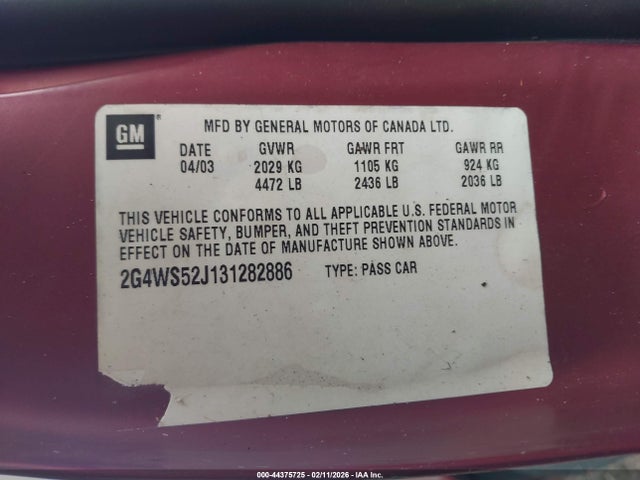 GM ®
MFD BY GENERAL MOTORS OF CANADA LTD.
DATE GVWR GAWR FRT GAWR RR
04/03 2029 KG 1105 KG 924 KG
4472 LB 2436 LB 2036 LB
THIS VEHICLE CONFORMS TO ALL APPLICABLE U.S. FEDERAL MOTOR
VEHICLE SAFETY, BUMPER, AND THEFT PREVENTION STANDARDS IN
EFFECT ON THE DATE OF MANUFACTURE SHOWN ABOVE.
2G4WS52J131282886 TYPE: PASS CAR
000-44375725 - 02/11/2026 - IAA Inc.